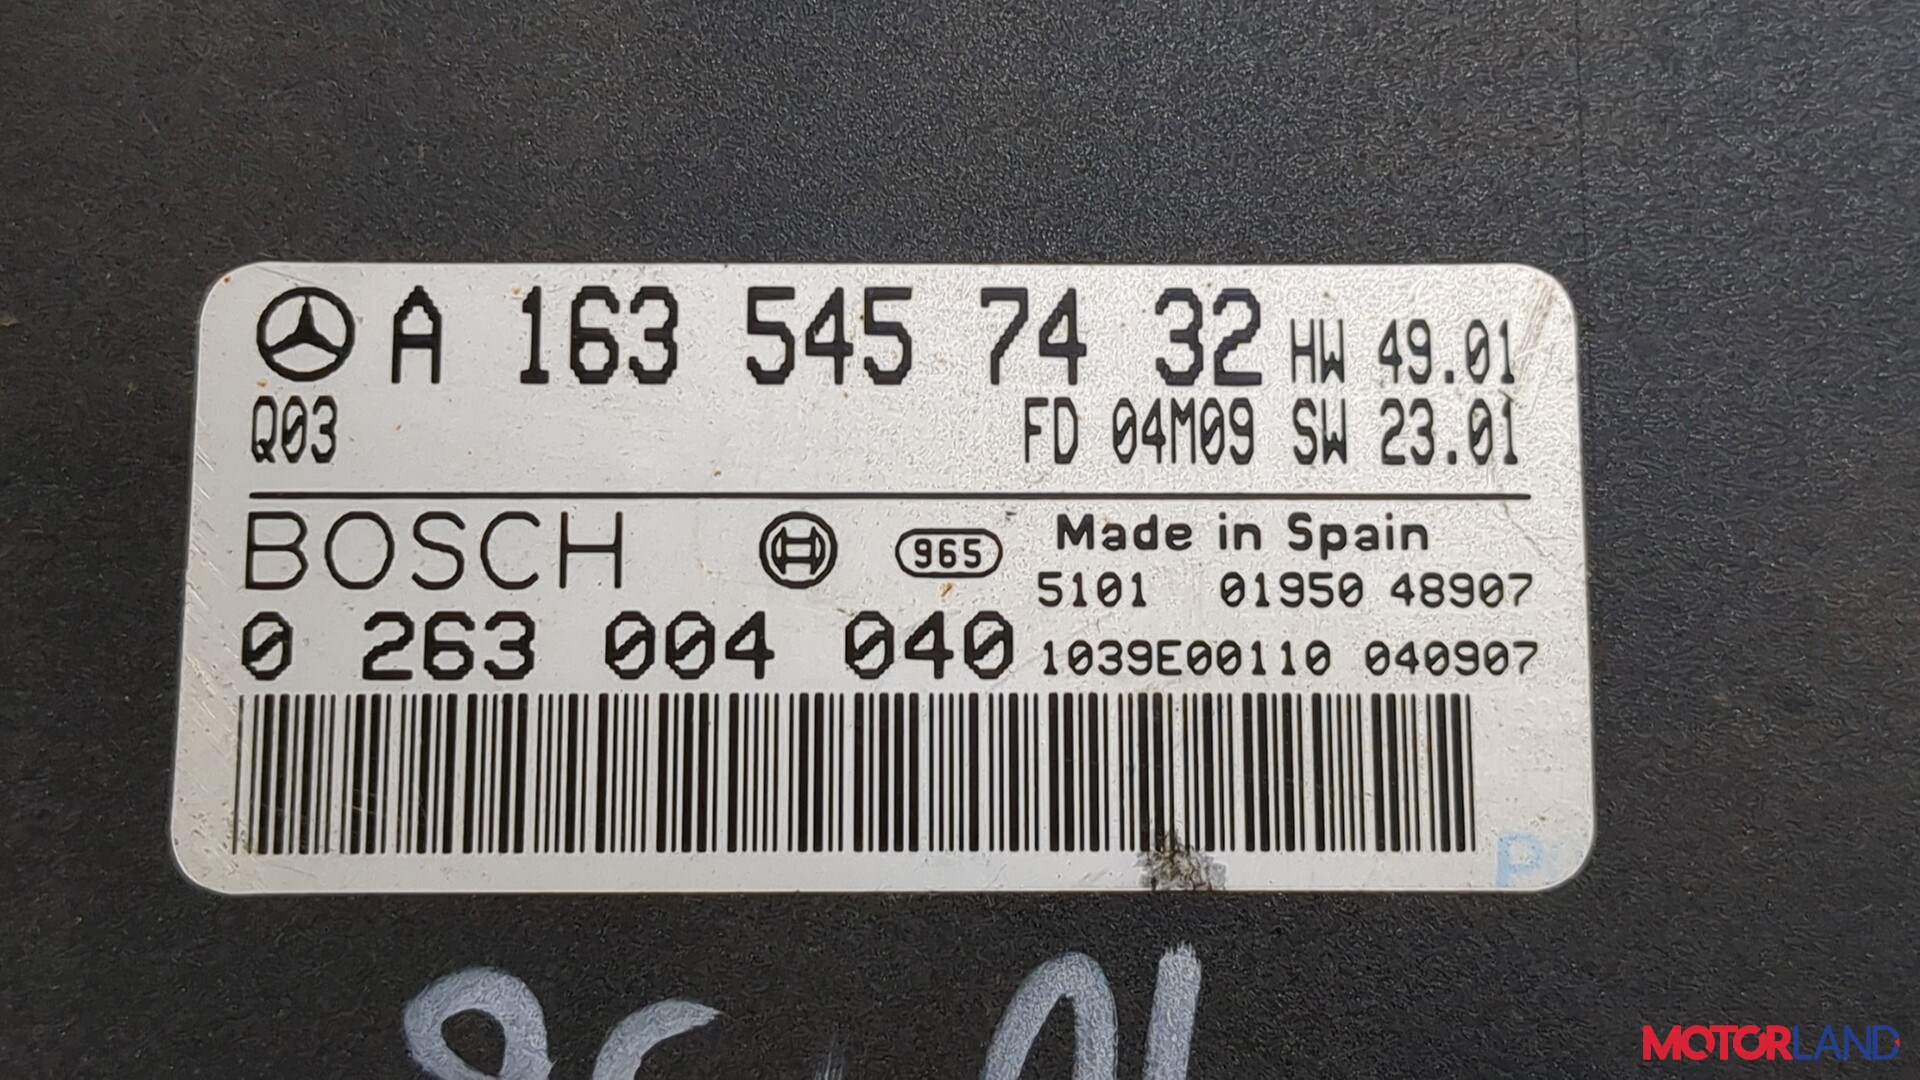 A 163 545 74 32 HW 49.01
Q03 FD 04M09 SW 23.01
BOSCH 965 Made in Spain
5101 01950 48907
0 263 004 040 1039E00110 040907
P
MOTORLAND